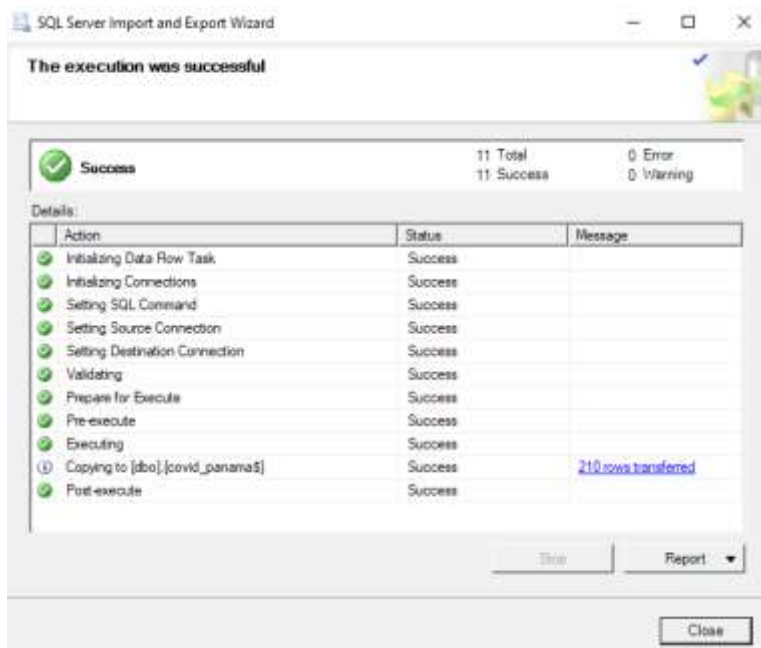 SQL Server Import and Export Wizard
The execution was successful
Success
11 Total
0 Error
11 Success
0 Warning
Details:
Action Status Message
Initializing Data Flow Task Success
Initializing Connections Success
Setting SQL Command Success
Setting Source Connection Success
Setting Destination Connection Success
Validating Success
Prepare for Execute Success
Pre-execute Success
Executing Success
Copying to [dbo].[covid_panama$] Success 210 rows transferred
Post-execute Success
Stop Report
Close